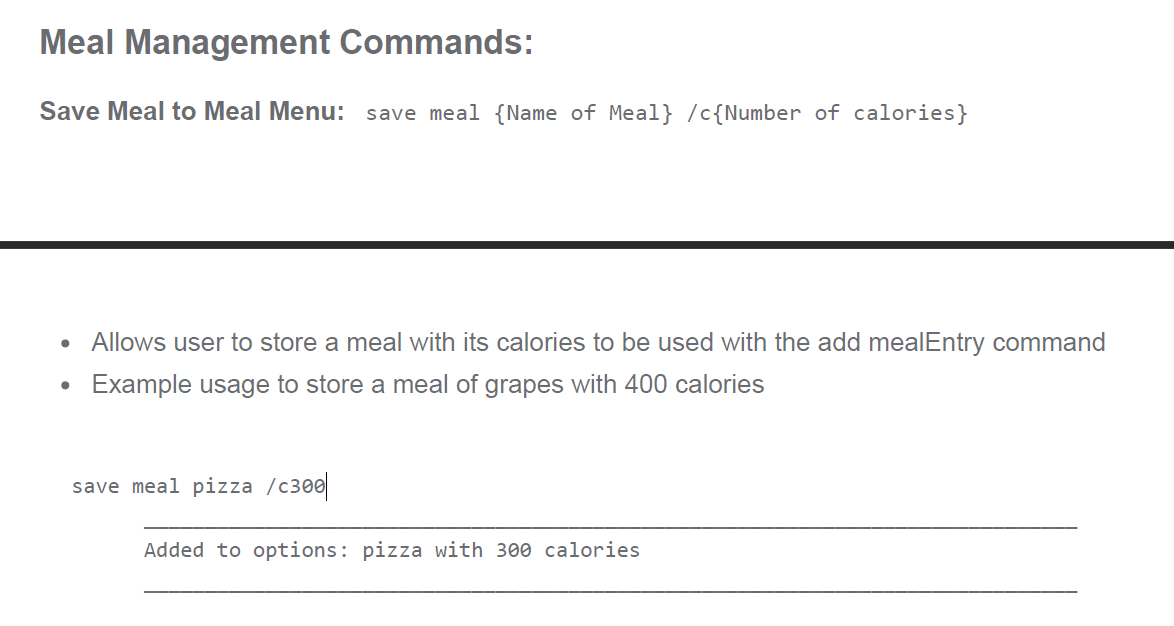 Meal Management Commands:
Save Meal to Meal Menu: save meal {Name of Meal} /c{Number of calories}
• Allows user to store a meal with its calories to be used with the add mealEntry command
• Example usage to store a meal of grapes with 400 calories
save meal pizza /c300
Added to options: pizza with 300 calories